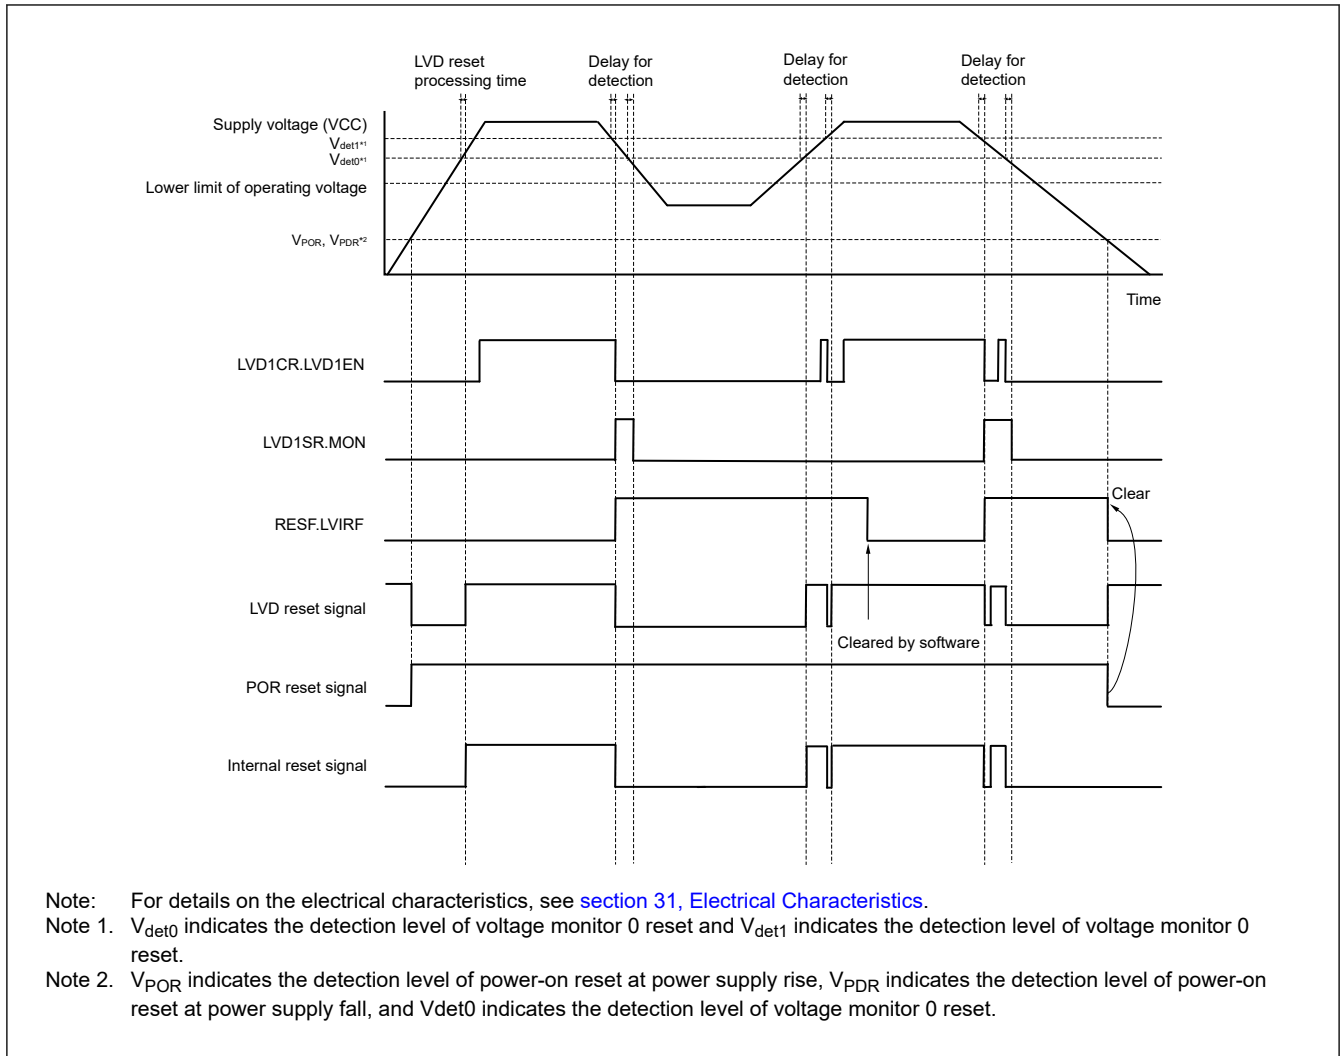 LVD reset
processing time
Delay for
detection
Delay for
detection
Delay for
detection
Supply voltage (VCC)
Vdet1*1
Vdet0*1
Lower limit of operating voltage
VPOR, VPDR*2
Time
LVD1CR.LVD1EN
LVD1SR.MON
RESF.LVIRF
Clear
LVD reset signal
Cleared by software
POR reset signal
Internal reset signal
Note: For details on the electrical characteristics, see section 31, Electrical Characteristics.
Note 1. Vdet0 indicates the detection level of voltage monitor 0 reset and Vdet1 indicates the detection level of voltage monitor 0
reset.
Note 2. VPOR indicates the detection level of power-on reset at power supply rise, VPDR indicates the detection level of power-on
reset at power supply fall, and Vdet0 indicates the detection level of voltage monitor 0 reset.